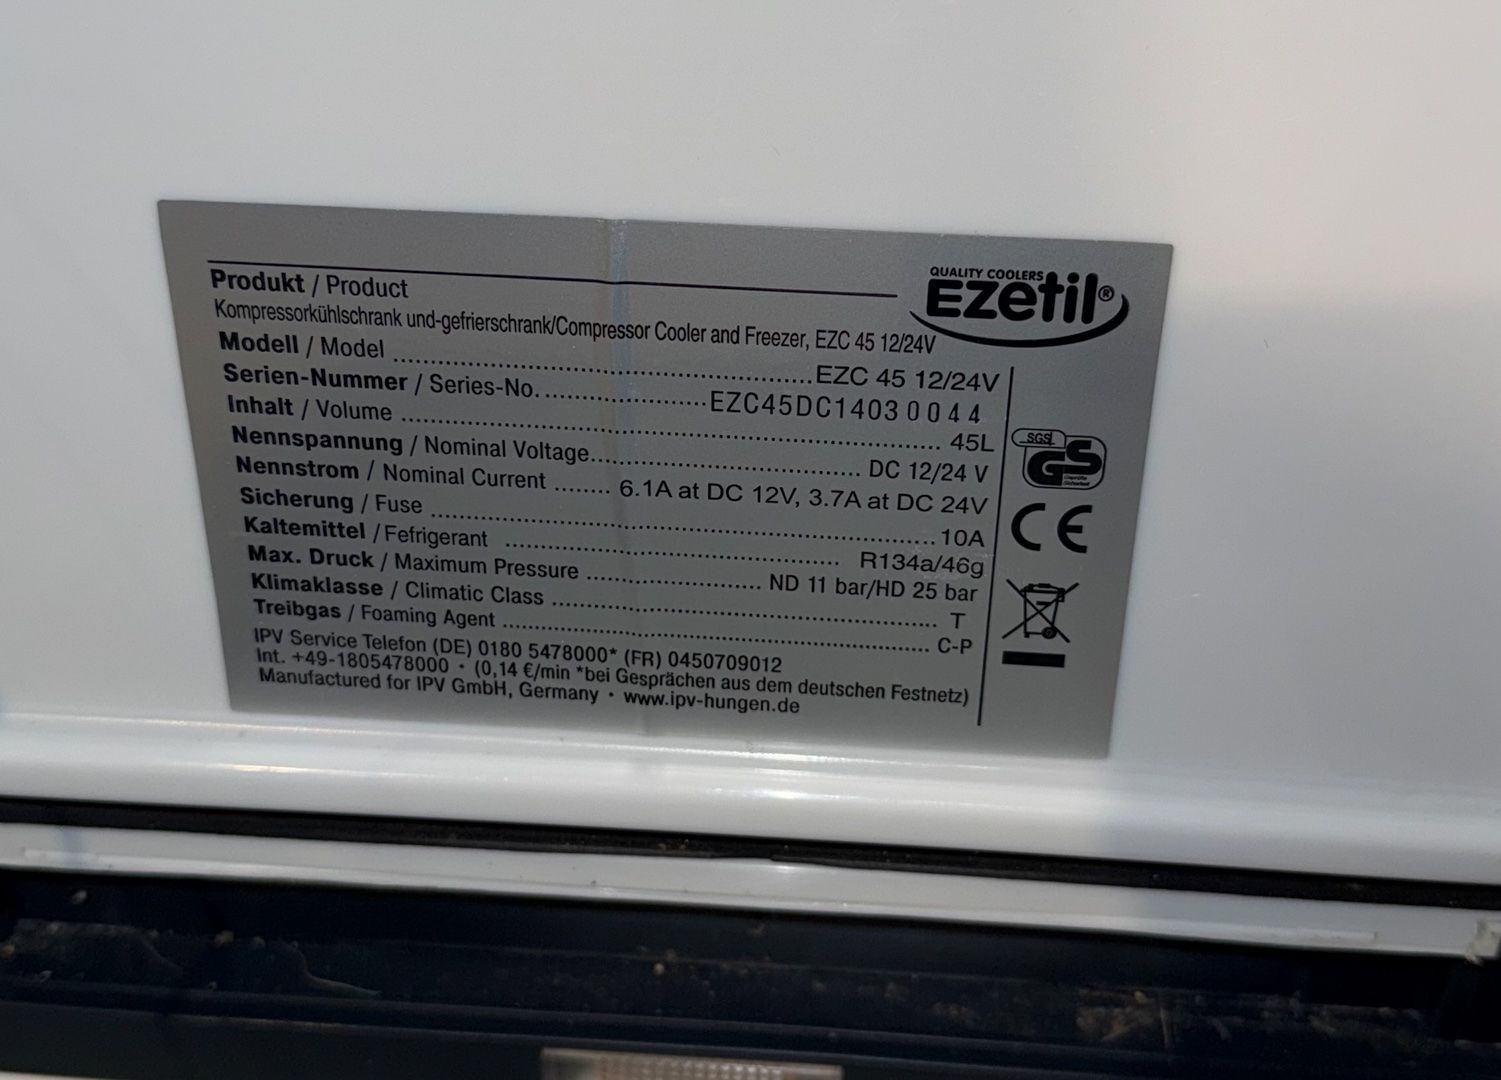 QUALITY COOLERS
Ezetil®
Produkt / Product
Kompressorkühlschrank und-gefrierschrank/Compressor Cooler and Freezer, EZC 45 12/24V
Modell / Model ........ EZC 45 12/24V
Serien-Nummer / Series-No. ........ EZC45DC14030044
Inhalt / Volume ........ 45L
Nennspannung / Nominal Voltage ........ DC 12/24 V
Nennstrom / Nominal Current ........ 6.1A at DC 12V, 3.7A at DC 24V
Sicherung / Fuse ........ 10A
Kaltemittel / Fefrigerant ........ R134a/46g
Max. Druck / Maximum Pressure ........ ND 11 bar/HD 25 bar
Klimaklasse / Climatic Class ........ T
Treibgas / Foaming Agent ........ C-P
IPV Service Telefon (DE) 0180 5478000* (FR) 0450709012
Int. +49-1805478000 · (0,14 €/min *bei Gesprächen aus dem deutschen Festnetz)
Manufactured for IPV GmbH, Germany · www.ipv-hungen.de
SGS
GS
geprüfte
Sicherheit
CE